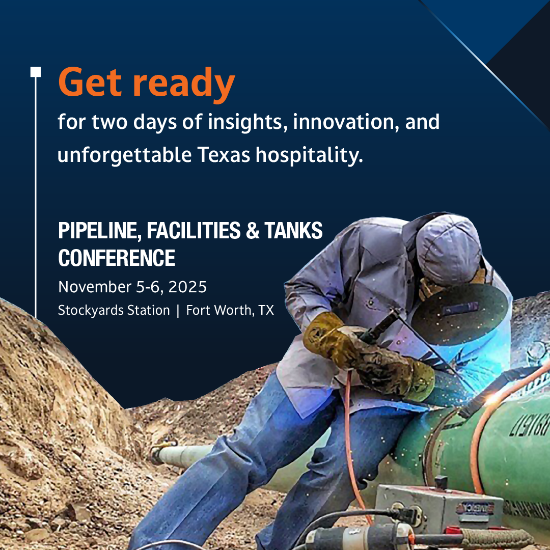 Get ready
for two days of insights, innovation, and
unforgettable Texas hospitality.
PIPELINE, FACILITIES & TANKS
CONFERENCE
November 5-6, 2025
Stockyards Station | Fort Worth, TX